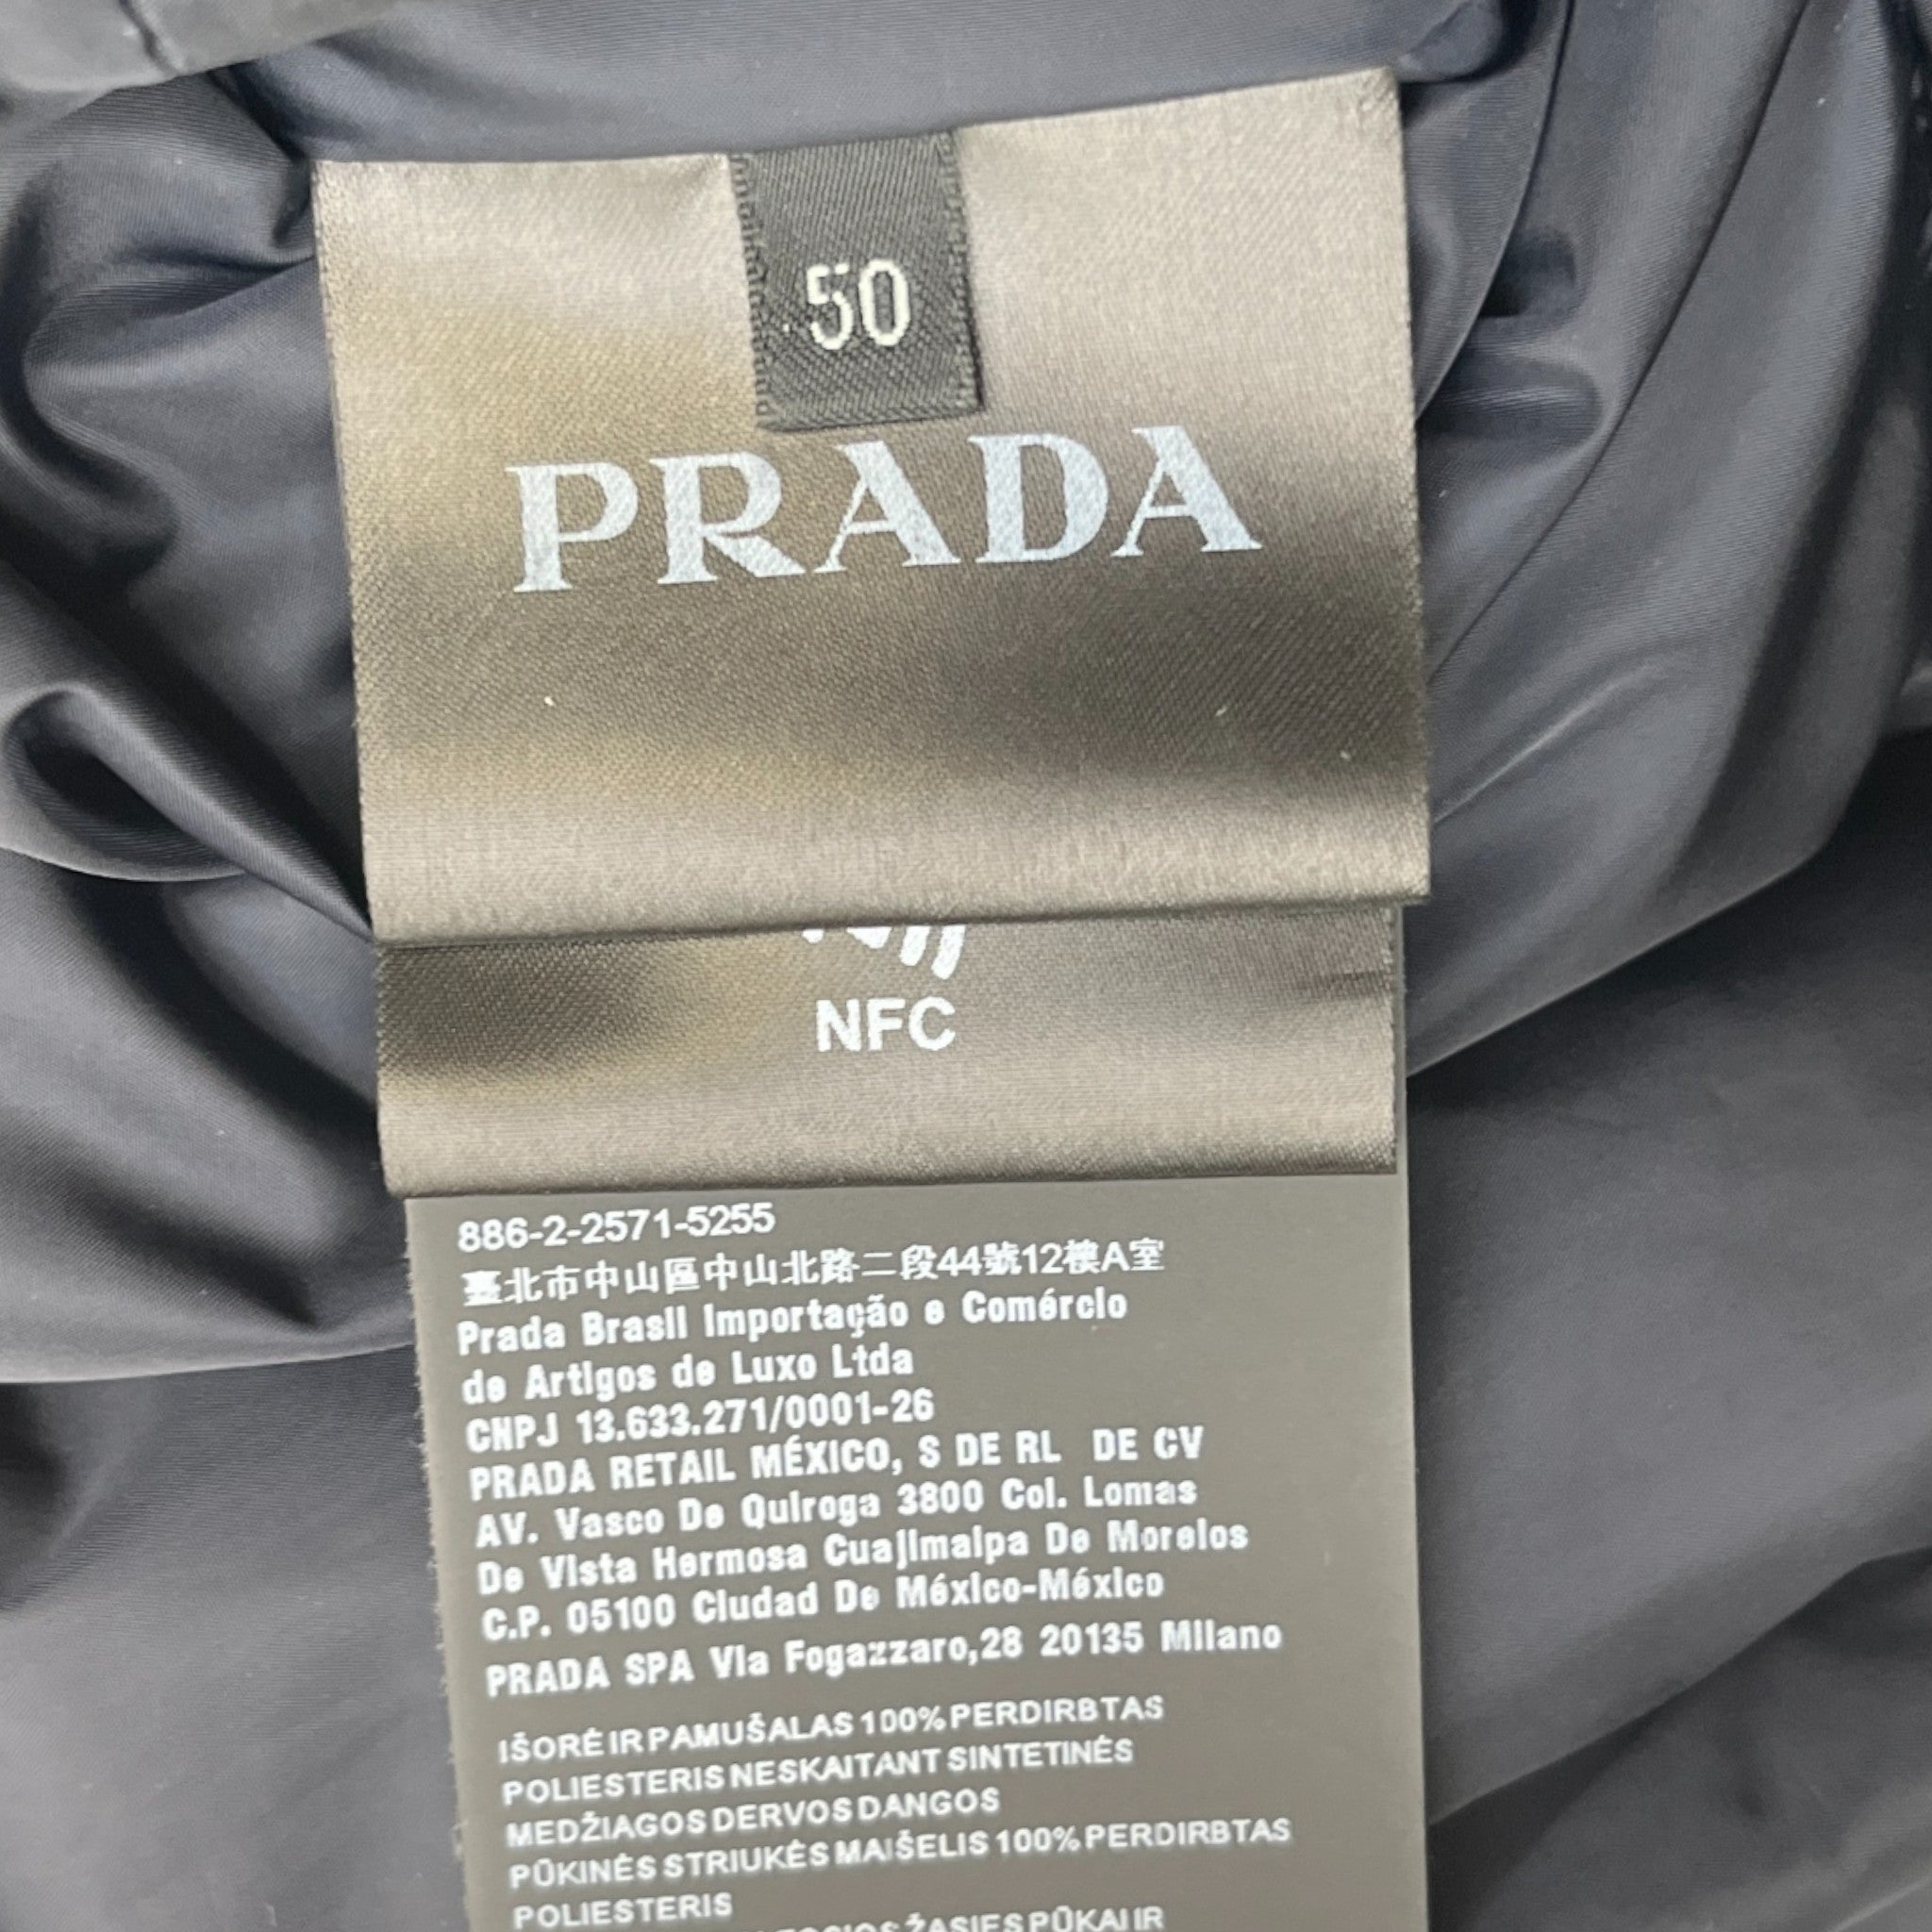 50
PRADA
NFC
886-2-2571-5255
臺北市中山區中山北路二段44號12樓A室
Prada Brasil Importação e Comércio
de Artigos de Luxo Ltda
CNPJ 13.633.271/0001-26
PRADA RETAIL MÉXICO, S DE RL DE CV
AV. Vasco De Quiroga 3800 Col. Lomas
De Vista Hermosa Cuajimalpa De Morelos
C.P. 05100 Ciudad De México-México
PRADA SPA Via Fogazzaro,28 20135 Milano
IŠORĖ IR PAMUŠALAS 100% PERDIRBTAS
POLIESTERIS NESKAITANT SINTETINĖS
MEDŽIAGOS DERVOS DANGOS
PŪKINĖS STRIUKĖS MAIŠELIS 100% PERDIRBTAS
POLIESTERIS
ŽĄSIES PŪKAI IR